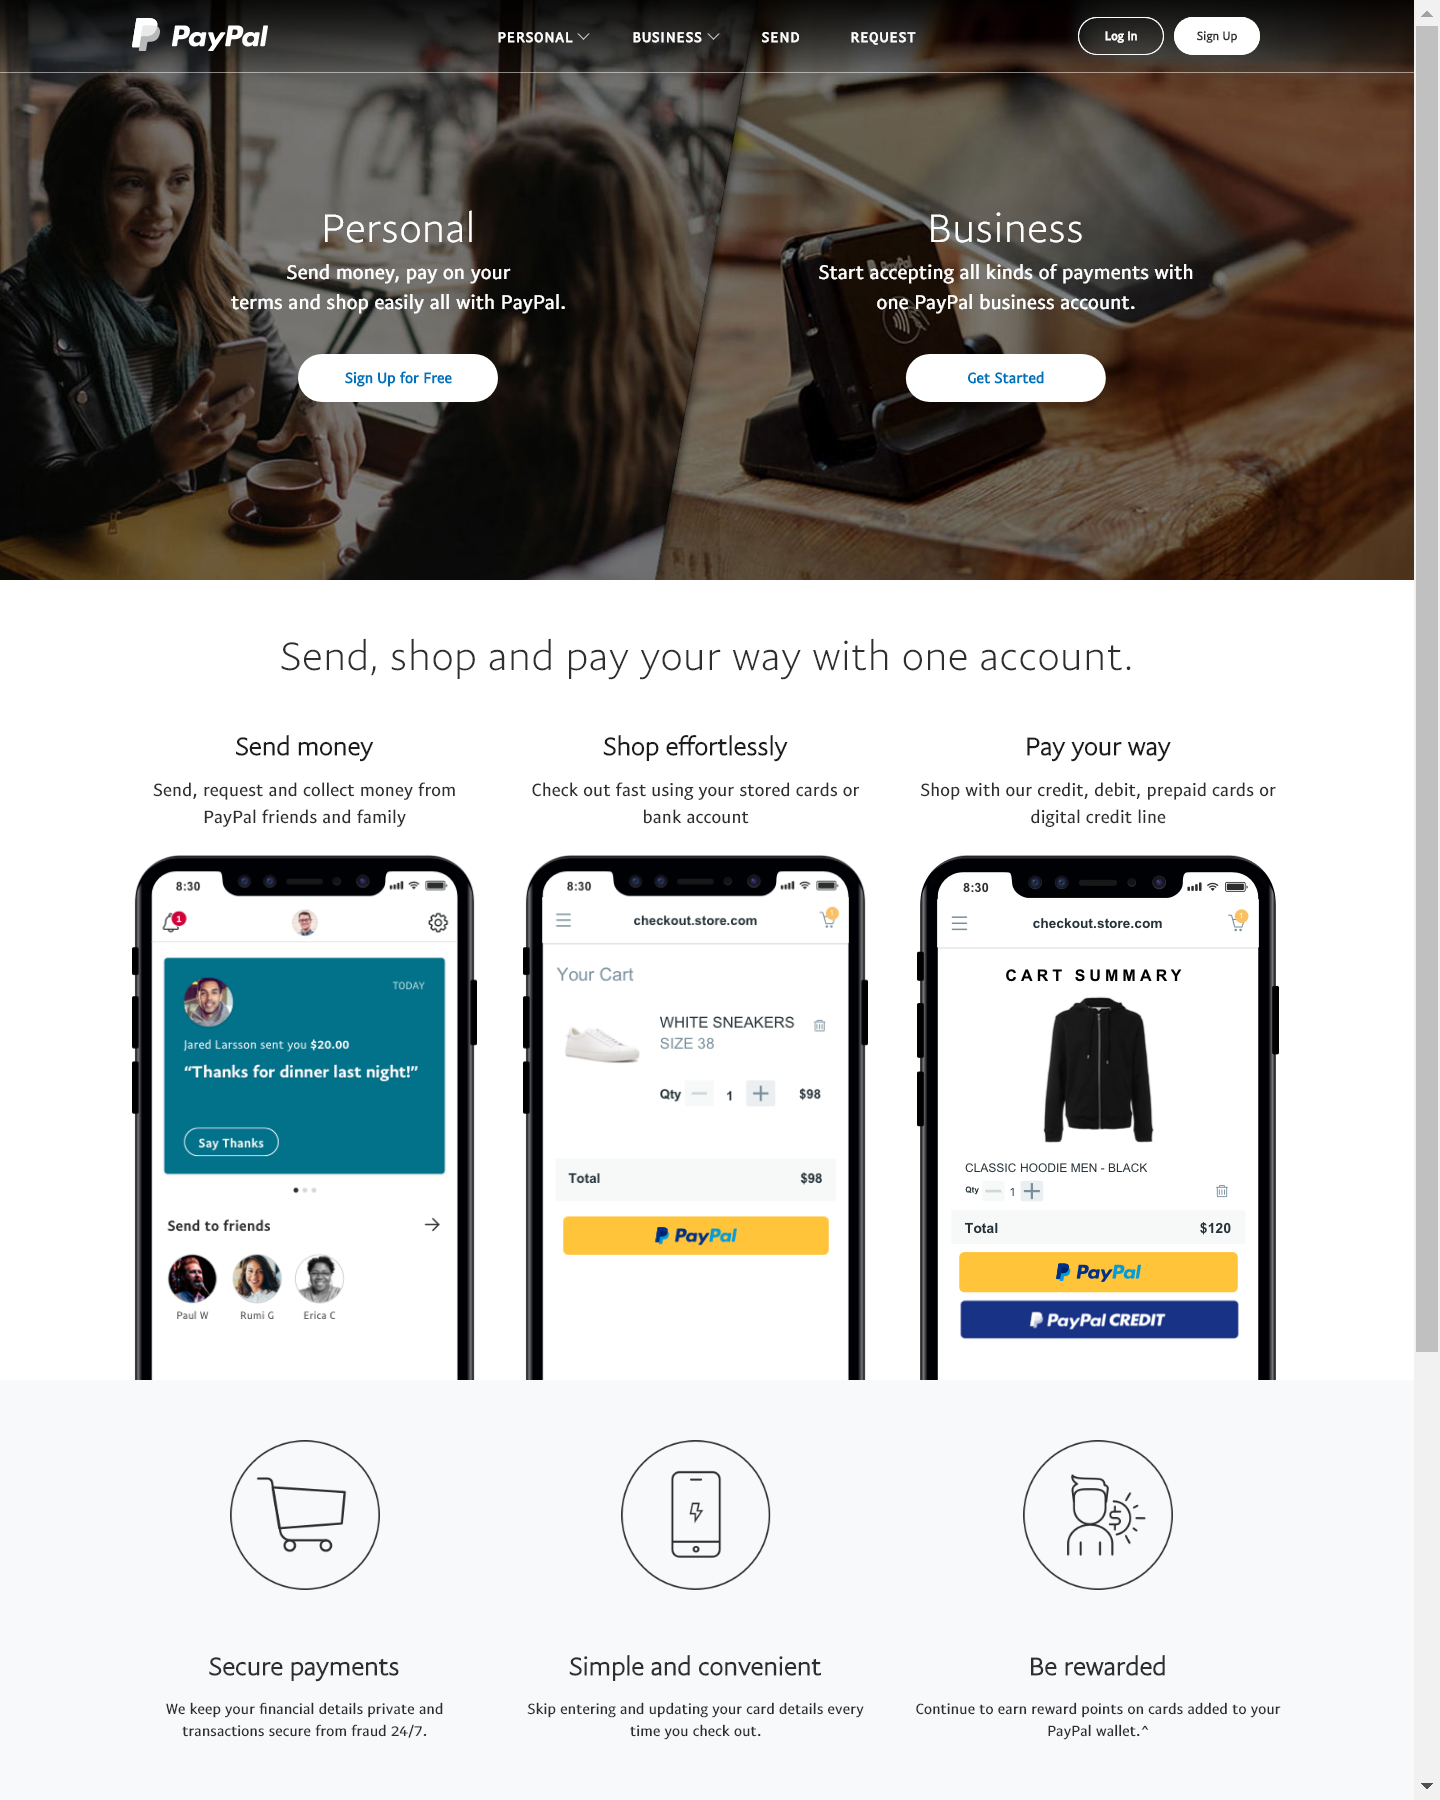 PayPal
PERSONAL
BUSINESS
SEND
REQUEST
Log In
Sign Up
Personal
Send money, pay on your
terms and shop easily all with PayPal.
Sign Up for Free
Business
Start accepting all kinds of payments with
one PayPal business account.
Get Started
Send, shop and pay your way with one account.
Send money
Send, request and collect money from
PayPal friends and family
8:30
1
TODAY
Jared Larsson sent you $20.00
“Thanks for dinner last night!”
Say Thanks
Send to friends
Paul W
Rumi G
Erica C
Shop effortlessly
Check out fast using your stored cards or
bank account
8:30
checkout.store.com
1
Your Cart
WHITE SNEAKERS
SIZE 38
Qty 1 $98
Total $98
PayPal
Pay your way
Shop with our credit, debit, prepaid cards or
digital credit line
8:30
checkout.store.com
1
CART SUMMARY
CLASSIC HOODIE MEN - BLACK
Qty 1
Total $120
PayPal
PayPal CREDIT
Secure payments
We keep your financial details private and
transactions secure from fraud 24/7.
Simple and convenient
Skip entering and updating your card details every
time you check out.
Be rewarded
Continue to earn reward points on cards added to your
PayPal wallet.^